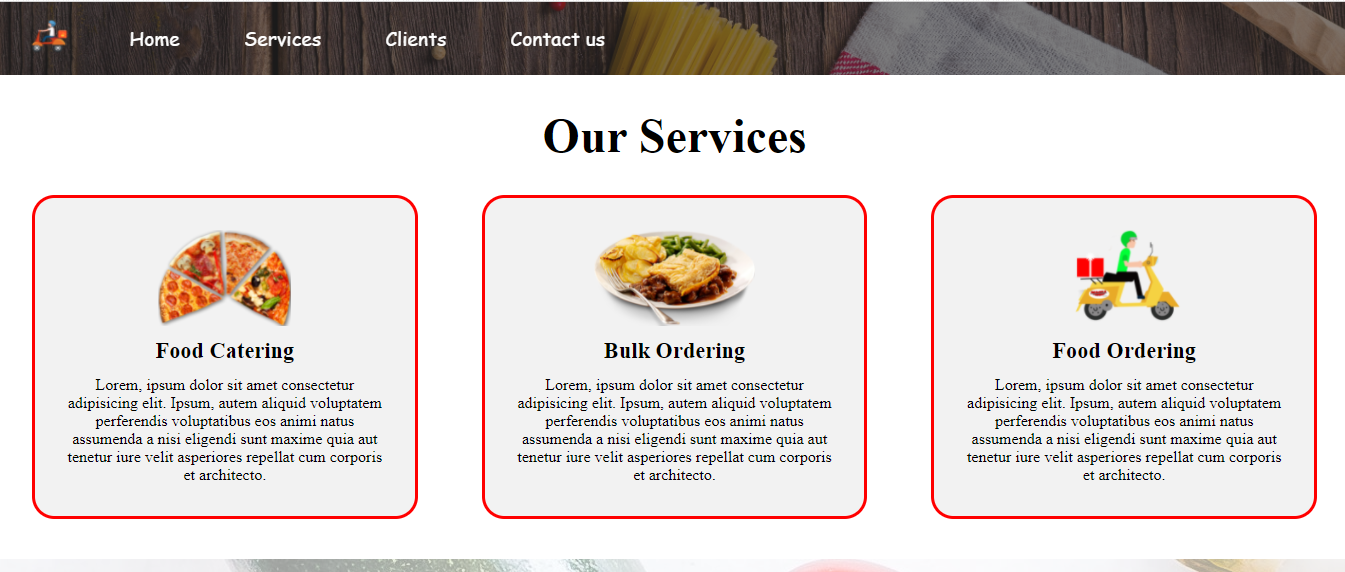 Home Services Clients Contact us
Our Services
Food Catering
Lorem, ipsum dolor sit amet consectetur
adipisicing elit. Ipsum, autem aliquid voluptatem
perferendis voluptatibus eos animi natus
assumenda a nisi eligendi sunt maxime quia aut
tenetur iure velit asperiores repellat cum corporis
et architecto.
Bulk Ordering
Lorem, ipsum dolor sit amet consectetur
adipisicing elit. Ipsum, autem aliquid voluptatem
perferendis voluptatibus eos animi natus
assumenda a nisi eligendi sunt maxime quia aut
tenetur iure velit asperiores repellat cum corporis
et architecto.
Food Ordering
Lorem, ipsum dolor sit amet consectetur
adipisicing elit. Ipsum, autem aliquid voluptatem
perferendis voluptatibus eos animi natus
assumenda a nisi eligendi sunt maxime quia aut
tenetur iure velit asperiores repellat cum corporis
et architecto.